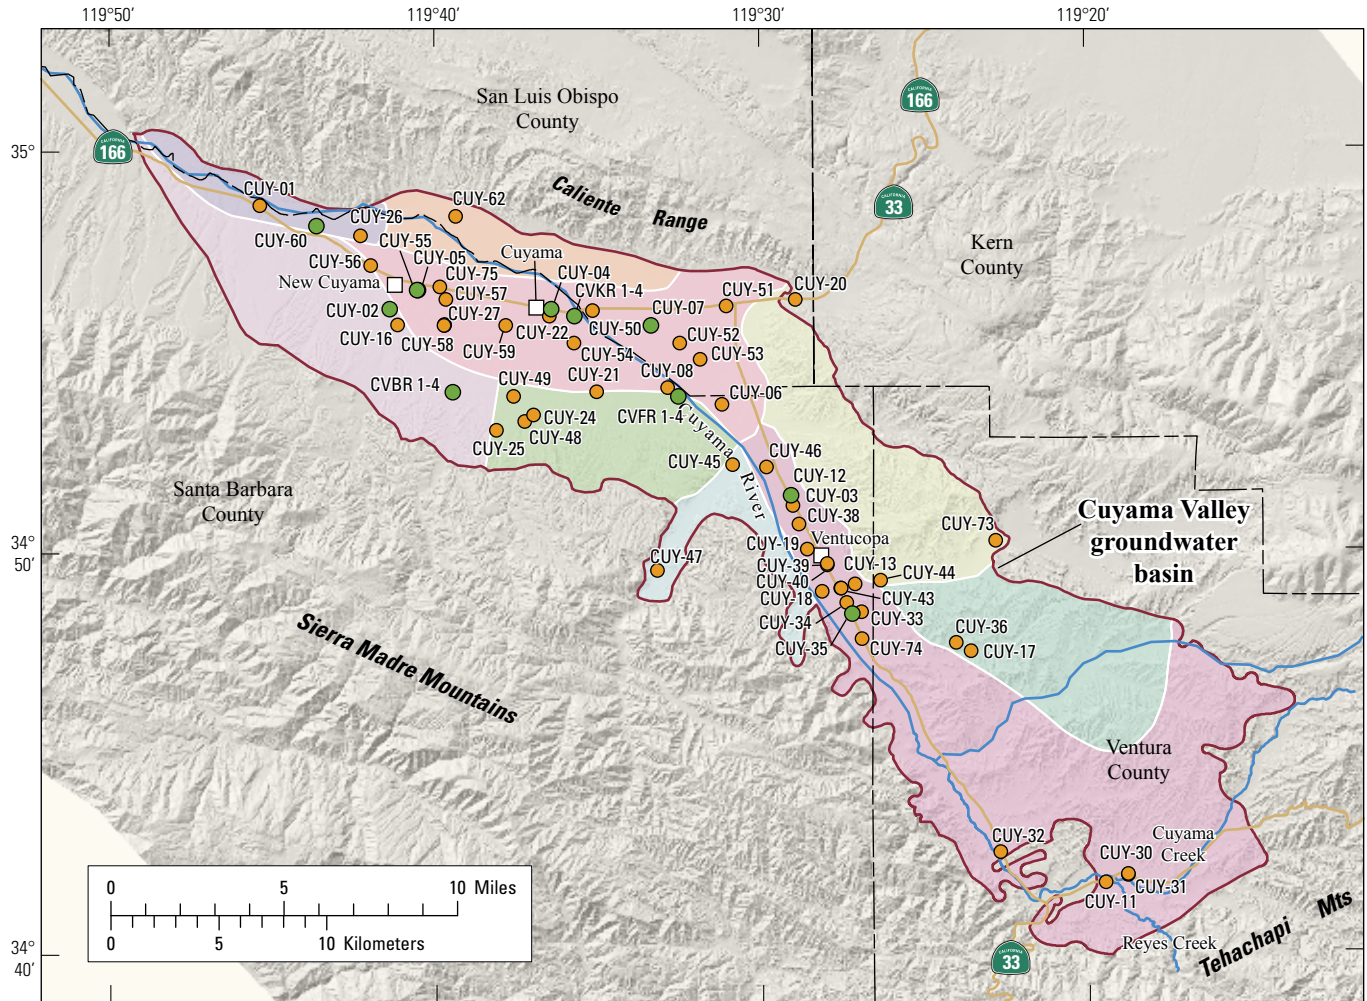 119°50′
119°40′
119°30′
119°20′
CALIFORNIA
166
San Luis Obispo
County
35°
CALIFORNIA
166
Caliente Range
CALIFORNIA
33
Kern
County
CUY-01
CUY-62
CUY-26
CUY-60
CUY-55
CUY-05
Cuyama
CUY-56
CUY-75
CUY-04
New Cuyama
CVKR 1-4
CUY-51
CUY-20
CUY-57
CUY-07
CUY-02
CUY-27
CUY-22
CUY-50
CUY-16
CUY-58
CUY-59
CUY-54
CUY-52
CUY-53
CUY-08
CVBR 1-4
CUY-49
CUY-21
CUY-06
CUY-24
CVFR 1-4
CUY-48
CUY-25
Cuyama River
CUY-46
CUY-45
CUY-12
CUY-03
CUY-38
Santa Barbara
County
CUY-73
Cuyama Valley
groundwater
basin
CUY-19
Ventucopa
34°
50′
CUY-47
CUY-39
CUY-13
CUY-40
CUY-44
CUY-18
CUY-43
CUY-34
CUY-33
CUY-35
CUY-74
CUY-36
CUY-17
Sierra Madre Mountains
Ventura
County
CUY-32
Cuyama
Creek
CUY-30
CUY-31
CUY-11
Reyes Creek
Tehachapi Mts
CALIFORNIA
33
0 5 10 Miles
0 5 10 Kilometers
34°
40′